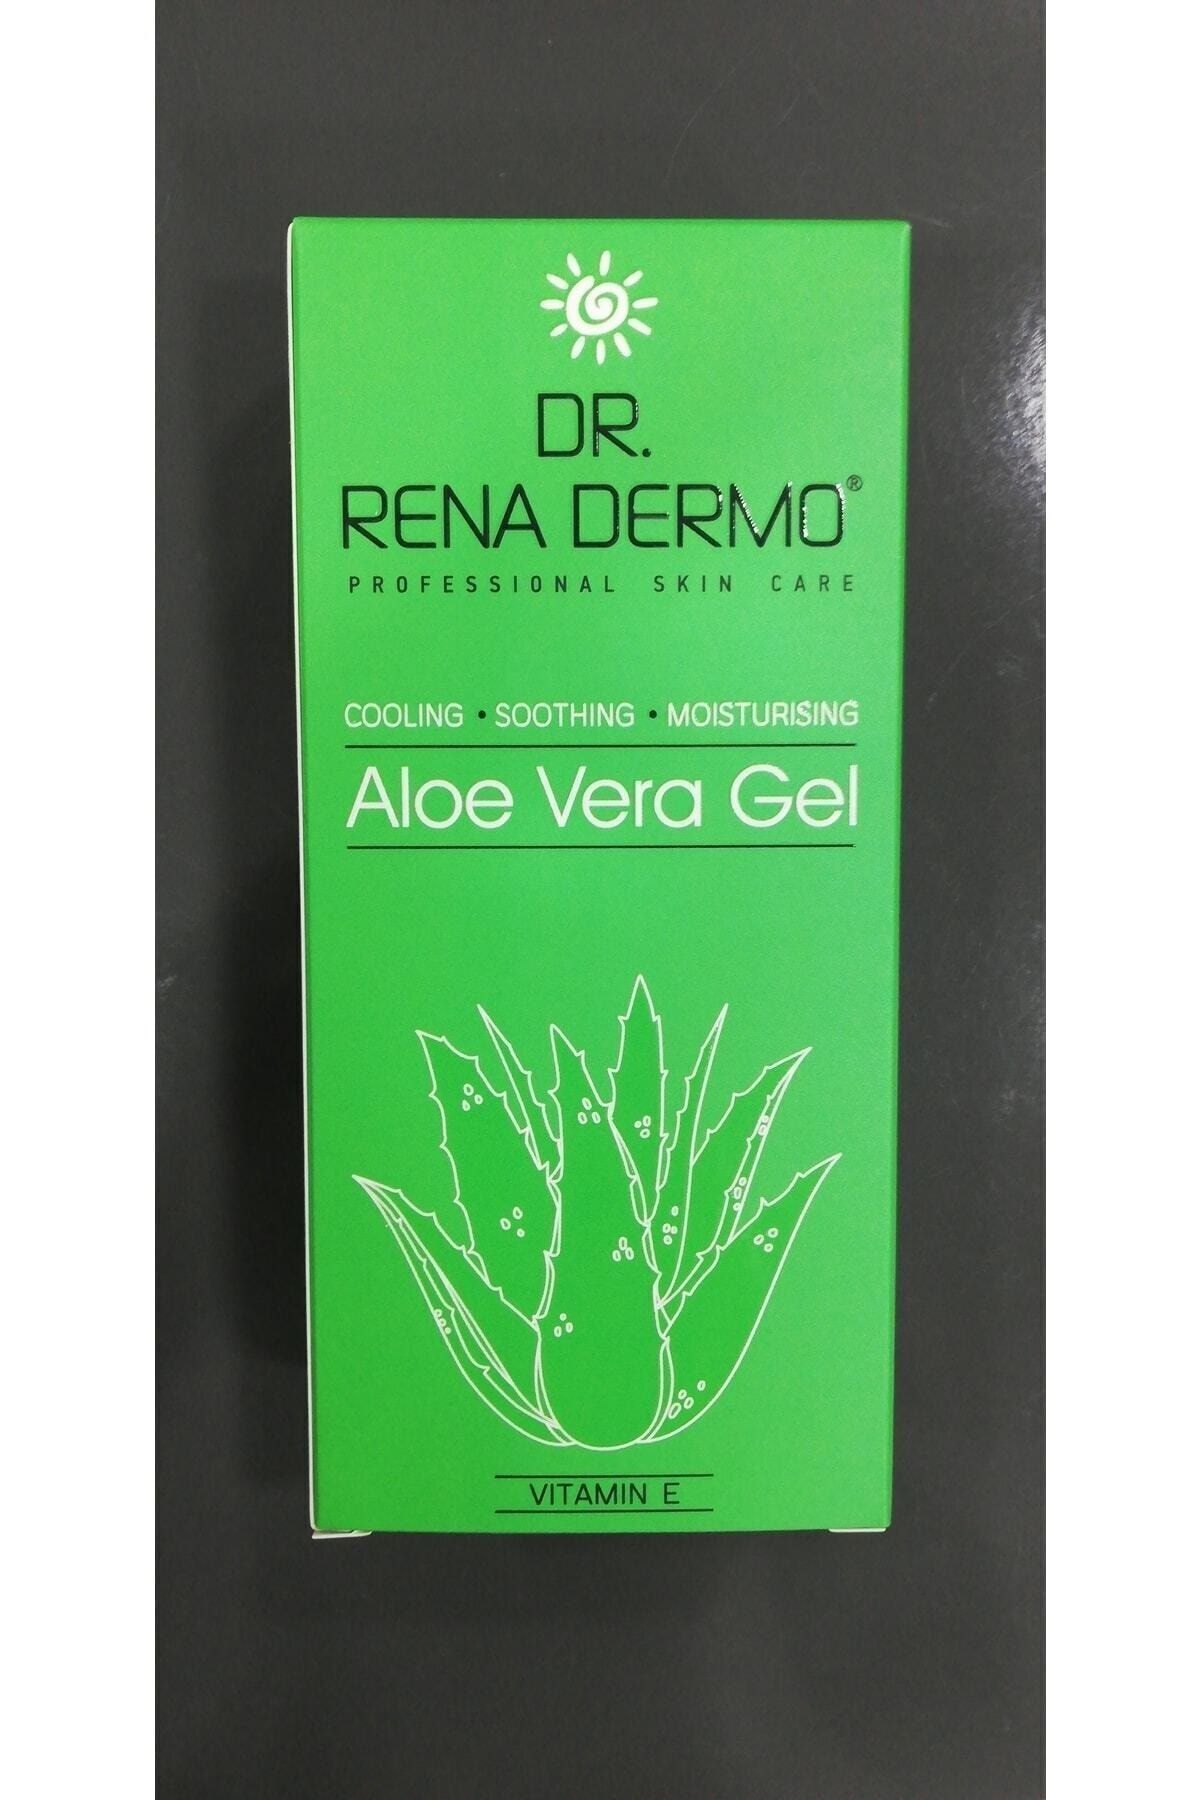 DR.
RENA DERMO®
PROFESSIONAL SKIN CARE
COOLING • SOOTHING • MOISTURISING
Aloe Vera Gel
VITAMIN E